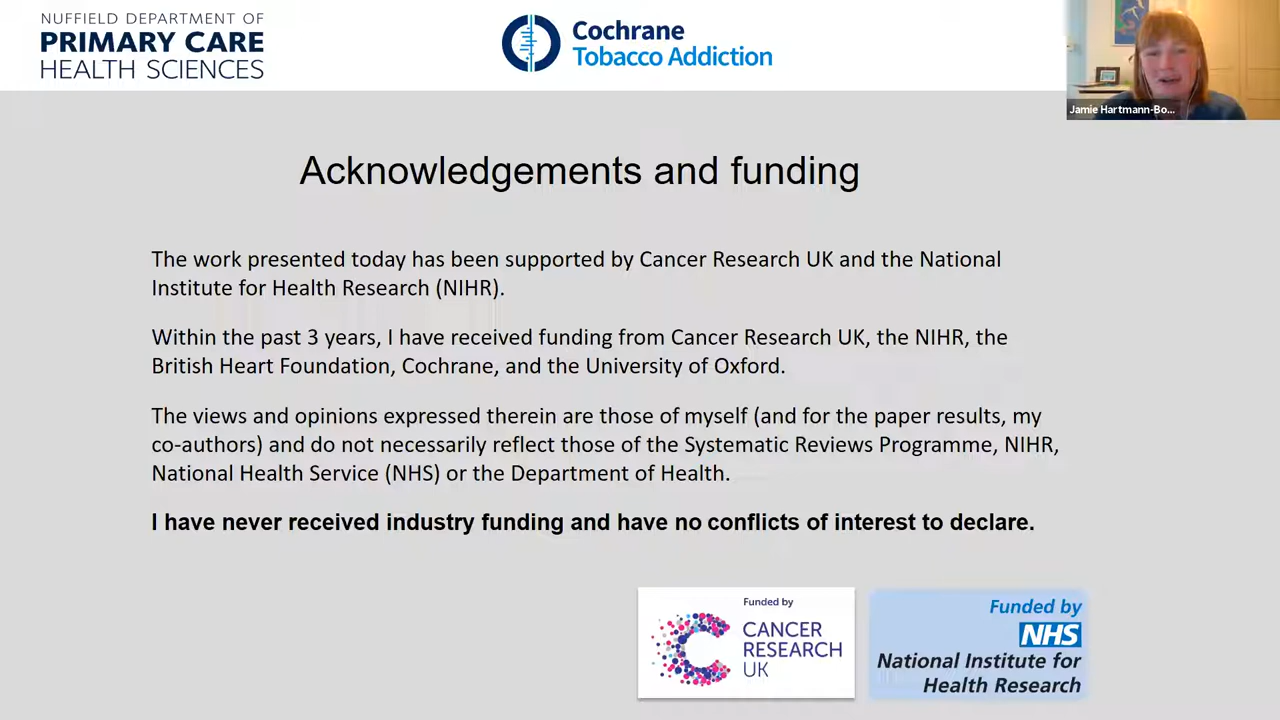 NUFFIELD DEPARTMENT OF
PRIMARY CARE
HEALTH SCIENCES
Cochrane
Tobacco Addiction
Jamie Hartmann-Bo...
Acknowledgements and funding
The work presented today has been supported by Cancer Research UK and the National
Institute for Health Research (NIHR).
Within the past 3 years, I have received funding from Cancer Research UK, the NIHR, the
British Heart Foundation, Cochrane, and the University of Oxford.
The views and opinions expressed therein are those of myself (and for the paper results, my
co-authors) and do not necessarily reflect those of the Systematic Reviews Programme, NIHR,
National Health Service (NHS) or the Department of Health.
I have never received industry funding and have no conflicts of interest to declare.
Funded by
CANCER
RESEARCH
UK
Funded by
NHS
National Institute for
Health Research